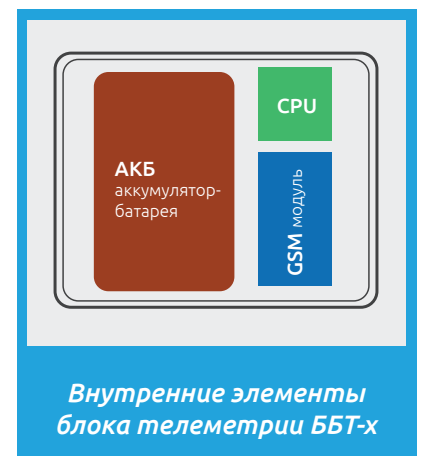 CPU
АКБ
аккумулятор-
батарея
GSM модуль
Внутренние элементы
блока телеметрии ББТ-х